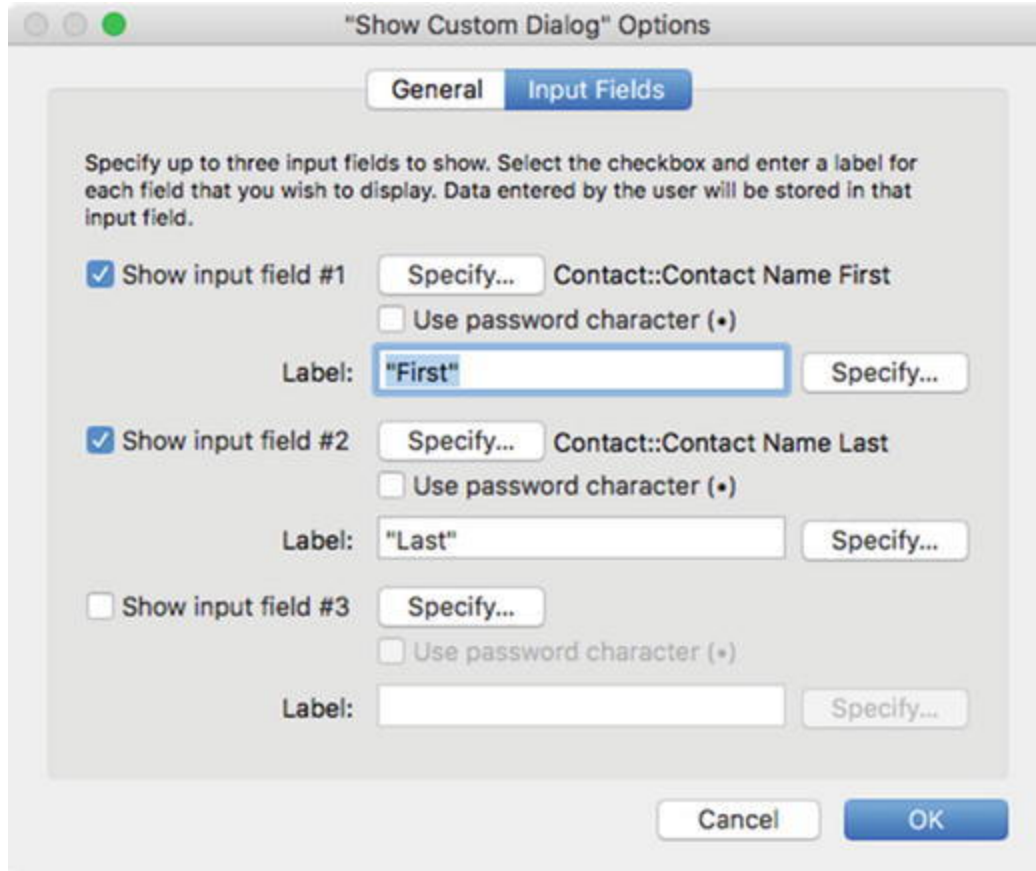 "Show Custom Dialog" Options
General Input Fields
Specify up to three input fields to show. Select the checkbox and enter a label for
each field that you wish to display. Data entered by the user will be stored in that
input field.
Show input field #1 Specify... Contact::Contact Name First
Use password character (•)
Label: "First" Specify...
Show input field #2 Specify... Contact::Contact Name Last
Use password character (•)
Label: "Last" Specify...
Show input field #3 Specify...
Use password character (•)
Label: Specify...
Cancel OK